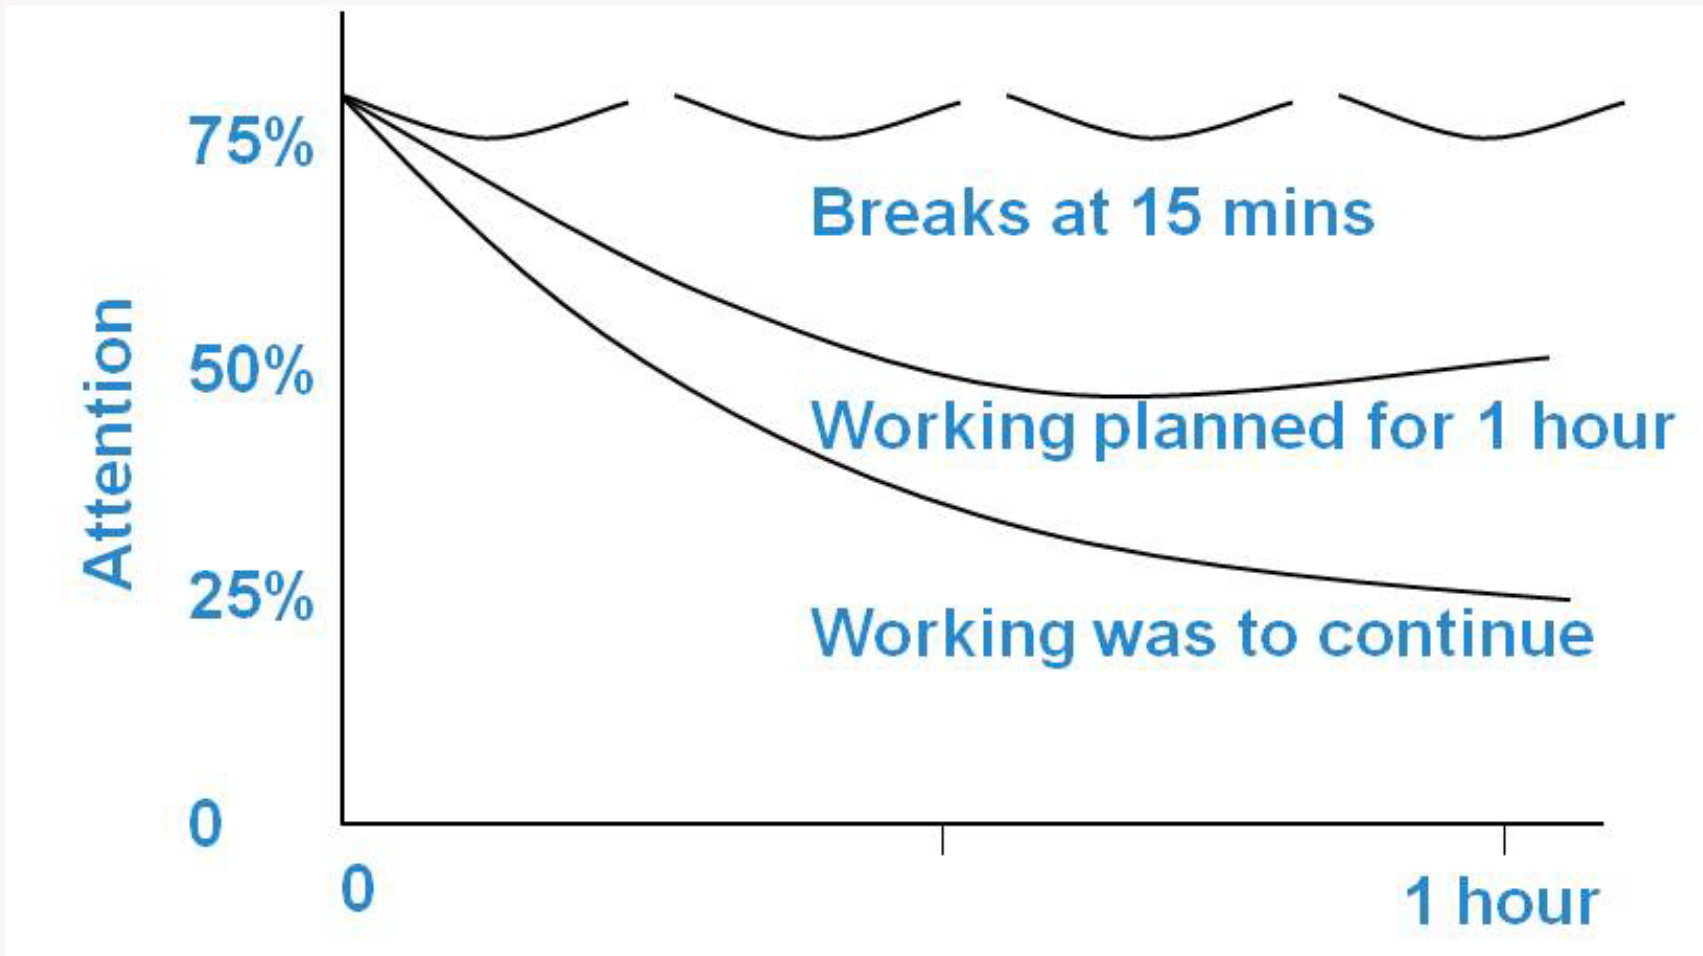 75%
Breaks at 15 mins
Attention
50%
Working planned for 1 hour
25%
Working was to continue
0
0
1 hour